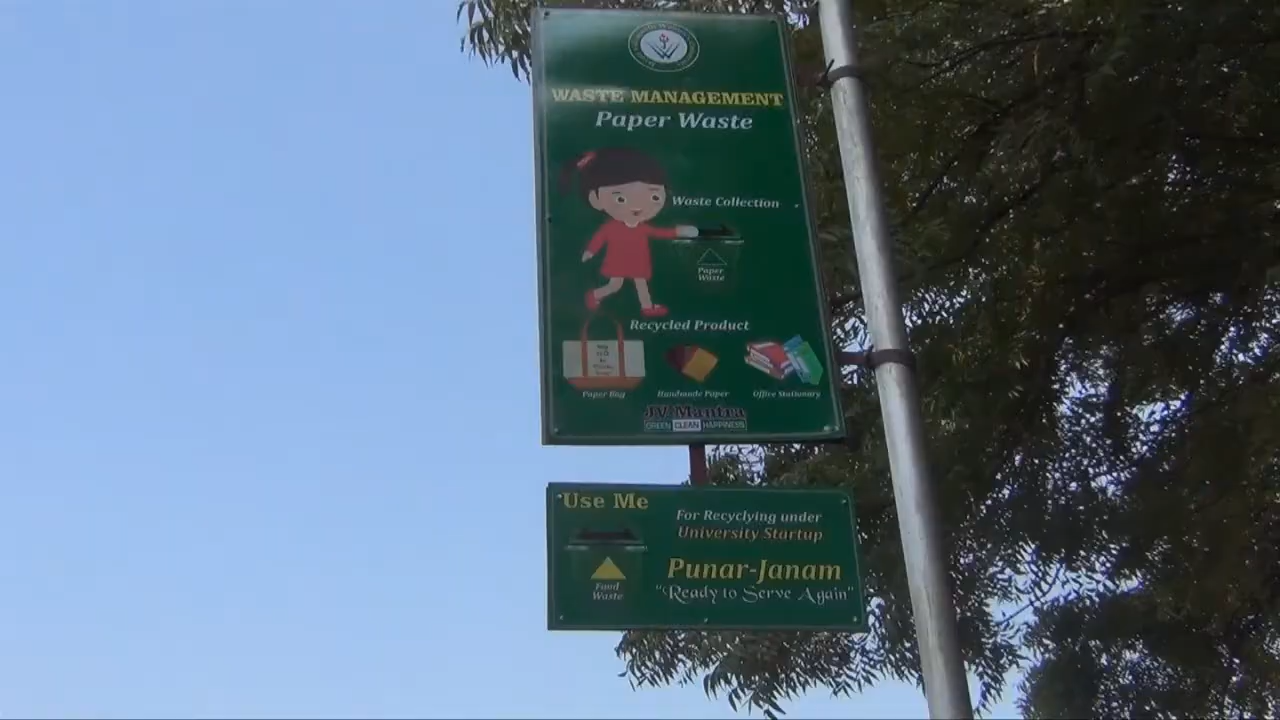 WASTE MANAGEMENT
Paper Waste
Waste Collection
Paper
Waste
Recycled Product
Paper Bag
Handmade Paper
Office Stationary
JV Mantra
GREEN CLEAN HAPPINESS
Use Me
Food
Waste
For Recyclying under
University Startup
Punar-Janam
"Ready to Serve Again"